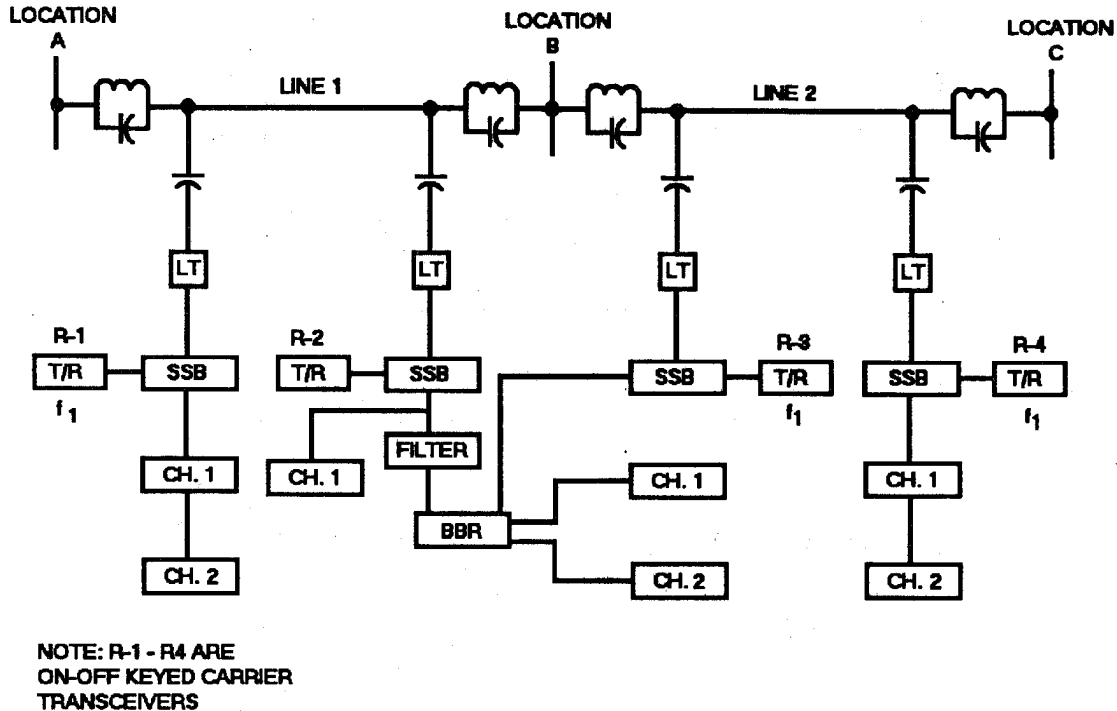 LOCATION
A
LOCATION
B
LOCATION
C
LINE 1
LINE 2
LT
LT
LT
LT
R-1
T/R
f1
SSB
R-2
T/R
SSB
SSB
R-3
T/R
f1
SSB
R-4
T/R
f1
CH. 1
CH. 2
CH. 1
FILTER
BBR
CH. 1
CH. 2
CH. 1
CH. 2
NOTE: R-1 - R4 ARE
ON-OFF KEYED CARRIER
TRANSCEIVERS